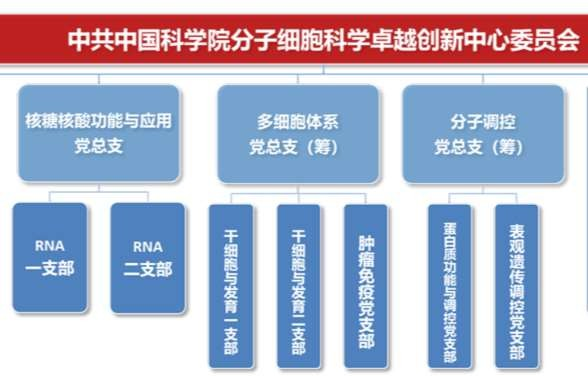 中共中国科学院分子细胞科学卓越创新中心委员会
核糖核酸功能与应用
党总支
多细胞体系
党总支（筹）
分子调控
党总支（筹）
RNA
一支部
RNA
二支部
干细胞与发育一支部
干细胞与发育二支部
肿瘤免疫党支部
蛋白质功能与调控党支部
表观遗传调控党支部